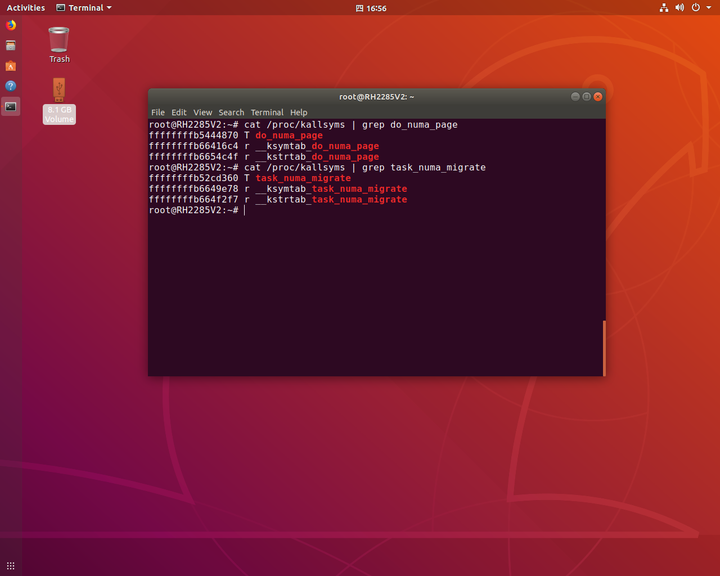 Activities
Terminal
16:56
Trash
8.1 GB
Volume
root@RH2285V2: ~
File Edit View Search Terminal Help
root@RH2285V2:~# cat /proc/kallsyms | grep do_numa_page
ffffffffb5444870 T do_numa_page
ffffffffb66416c4 r __ksymtab_do_numa_page
ffffffffb6654c4f r __kstrtab_do_numa_page
root@RH2285V2:~# cat /proc/kallsyms | grep task_numa_migrate
ffffffffb52cd360 T task_numa_migrate
ffffffffb6649e78 r __ksymtab_task_numa_migrate
ffffffffb664f2f7 r __kstrtab_task_numa_migrate
root@RH2285V2:~#